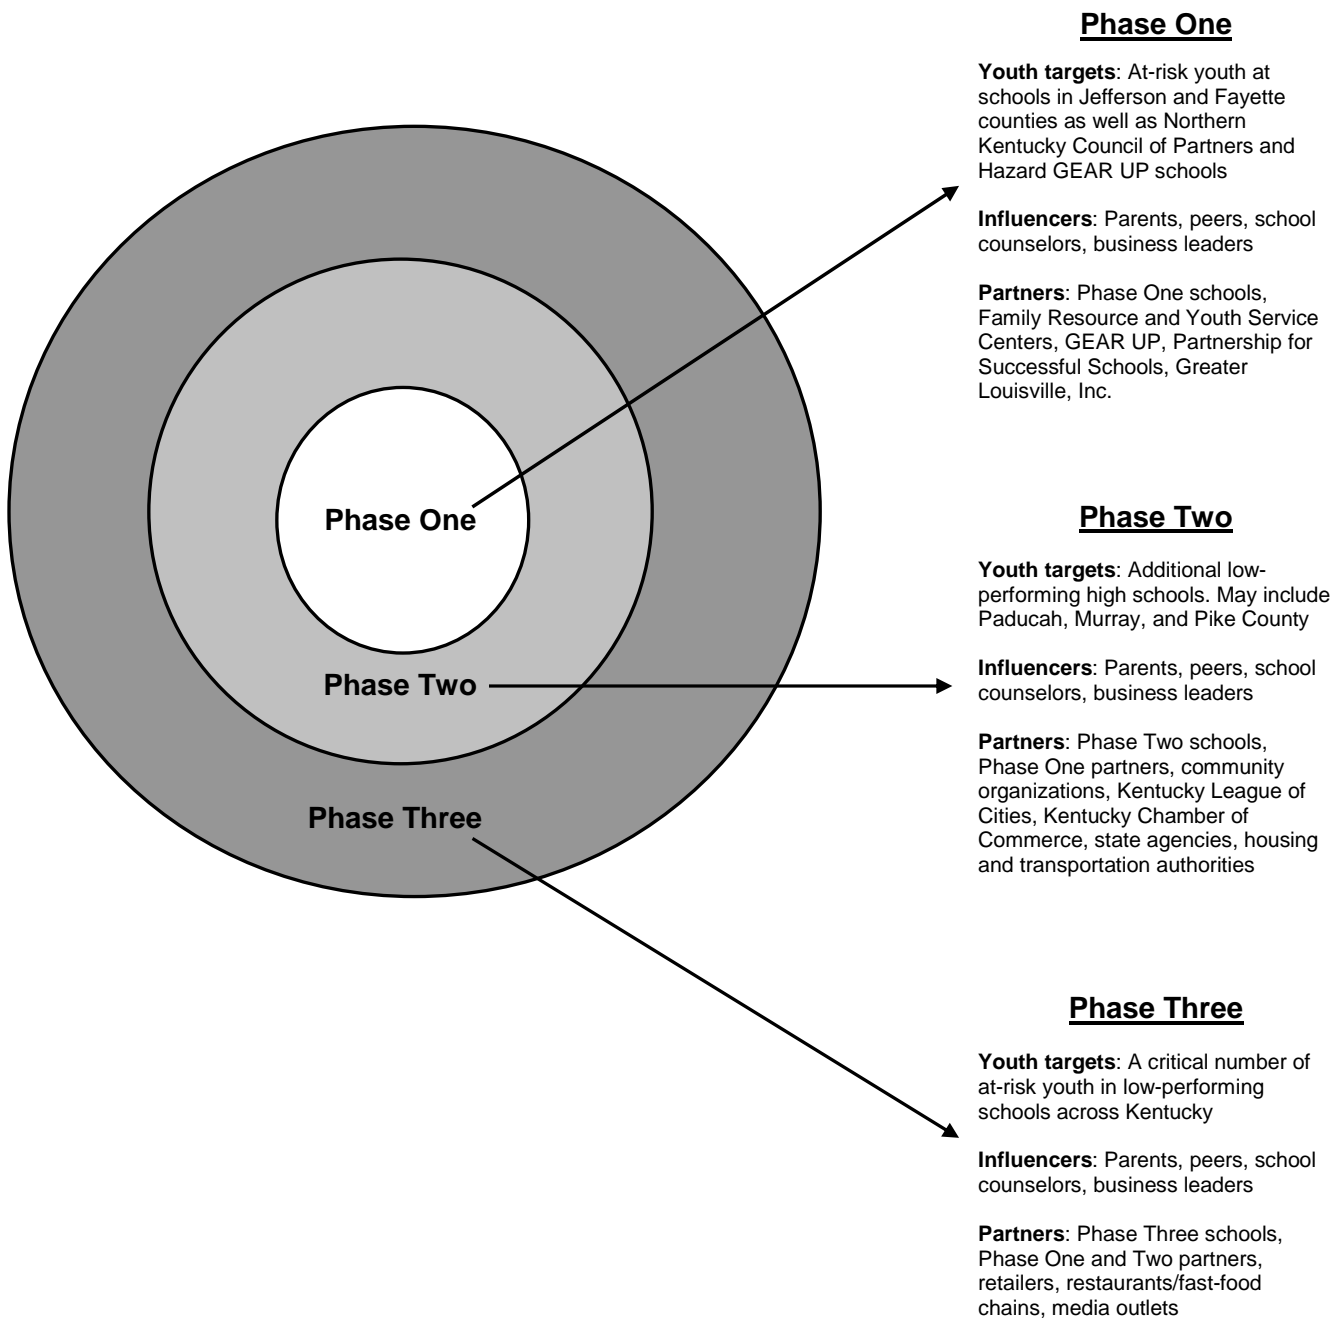 Phase One
Youth targets: At-risk youth at
schools in Jefferson and Fayette
counties as well as Northern
Kentucky Council of Partners and
Hazard GEAR UP schools
Influencers: Parents, peers, school
counselors, business leaders
Partners: Phase One schools,
Family Resource and Youth Service
Centers, GEAR UP, Partnership for
Successful Schools, Greater
Louisville, Inc.
Phase One
Phase Two
Phase Three
Phase Two
Youth targets: Additional low-
performing high schools. May include
Paducah, Murray, and Pike County
Influencers: Parents, peers, school
counselors, business leaders
Partners: Phase Two schools,
Phase One partners, community
organizations, Kentucky League of
Cities, Kentucky Chamber of
Commerce, state agencies, housing
and transportation authorities
Phase Three
Youth targets: A critical number of
at-risk youth in low-performing
schools across Kentucky
Influencers: Parents, peers, school
counselors, business leaders
Partners: Phase Three schools,
Phase One and Two partners,
retailers, restaurants/fast-food
chains, media outlets